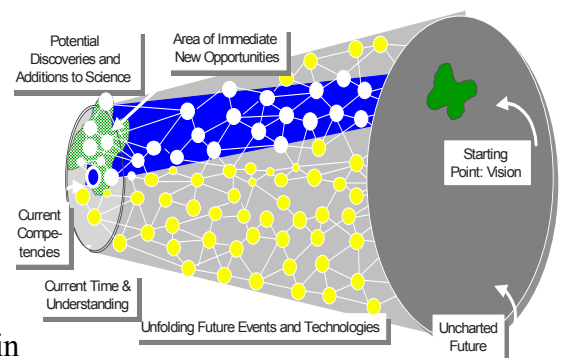 Potential
Discoveries and
Additions to Science
Area of Immediate
New Opportunities
Starting
Point: Vision
Current
Compe-
tencies
Current Time &
Understanding
Unfolding Future Events and Technologies
Uncharted
Future
in